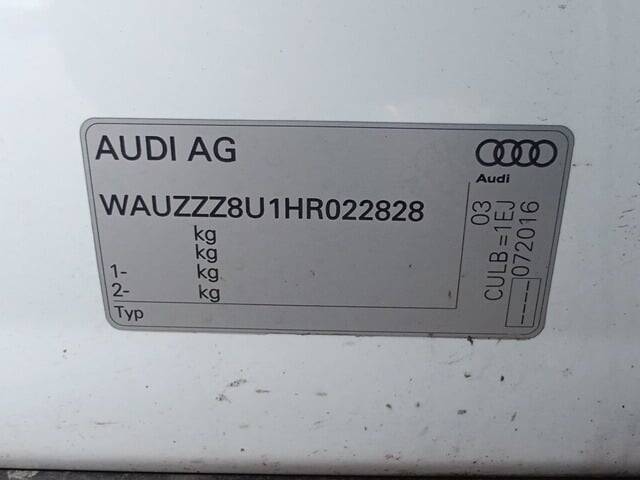 AUDI AG
Audi
WAUZZZ8U1HR022828
kg
kg
1- kg
2- kg
Typ
03
CULB=1EJ
----072016